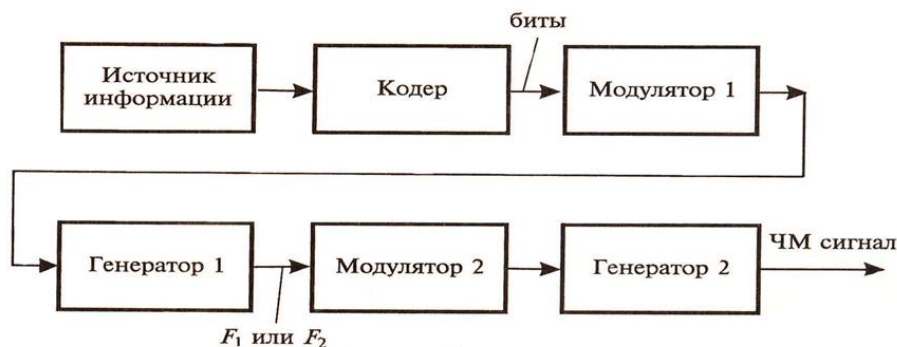 биты
Источник
информации
Кодер
Модулятор 1
Генератор 1
Модулятор 2
Генератор 2
ЧМ сигнал
F₁ или F₂